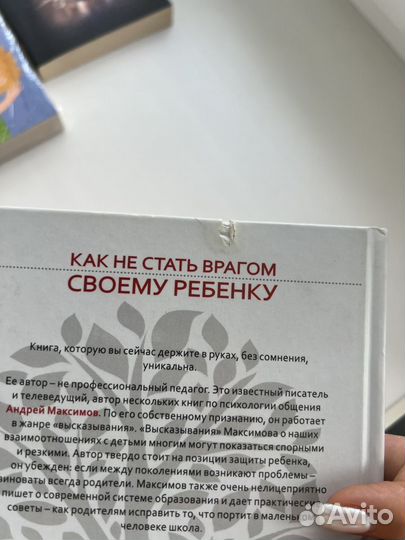 КАК НЕ СТАТЬ ВРАГОМ
СВОЕМУ РЕБЕНКУ
Книга, которую вы сейчас держите в руках, без сомнения,
уникальна.
Ее автор – не профессиональный педагог. Это известный писатель
и телеведущий, автор нескольких книг по психологии общения
Андрей Максимов. По его собственному признанию, он работает
в жанре «высказывания». «Высказывания» Максимова о наших
взаимоотношениях с детьми многим могут показаться спорными
и резкими. Автор твердо стоит на позиции защиты ребенка,
он убежден: если между поколениями возникают проблемы –
виноваты всегда родители. Максимов также очень нелицеприятно
пишет о современной системе образования и дает
советы – как родителям исправить то, что портит в
человеке школа.
Avito